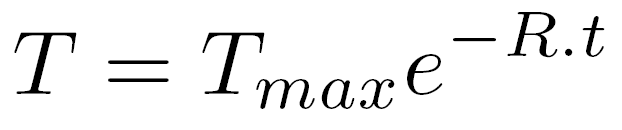 T = T_{max}e^{-R.t}